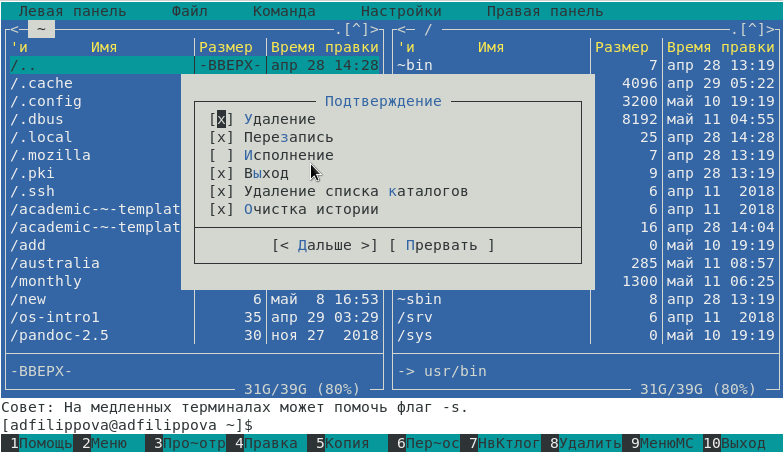 Левая панель Файл Команда Настройки Правая панель
<─ ~ ─ .[^]> <─ / ─ .[^]>
'и Имя Размер Время правки 'и Имя Размер Время правки
/.. -ВВЕРХ- апр 28 14:28 ~bin 7 апр 28 13:19
/.cache 4096 апр 29 05:22
/.config 3200 май 10 19:19
/.dbus 8192 май 11 04:55
/.local 25 апр 28 14:28
/.mozilla 7 апр 28 13:19
/.pki 9 апр 28 13:19
/.ssh 6 апр 11 2018
/academic-~-templat 6 апр 11 2018
/academic-~-templat 16 апр 28 14:04
/add 0 май 10 19:19
/australia 285 май 11 08:57
/monthly 1300 май 11 06:25
Подтверждение
[x] Удаление
[x] Перезапись
[ ] Исполнение
[x] Выход
[x] Удаление списка каталогов
[x] Очистка истории
[< Дальше >] [ Прервать ]
/new 6 май 8 16:53 ~sbin 8 апр 28 13:19
/os-intro1 35 апр 29 03:29 /srv 6 апр 11 2018
/pandoc-2.5 30 ноя 27 2018 /sys 0 май 10 19:19
-ВВЕРХ- -> usr/bin
31G/39G (80%) 31G/39G (80%)
Совет: На медленных терминалах может помочь флаг -s.
[adfilippova@adfilippova ~]$
1Помощь 2Меню 3Про~отр 4Правка 5Копия 6Пер~ос 7НвКтлог 8Удалить 9МенюМС 10Выход